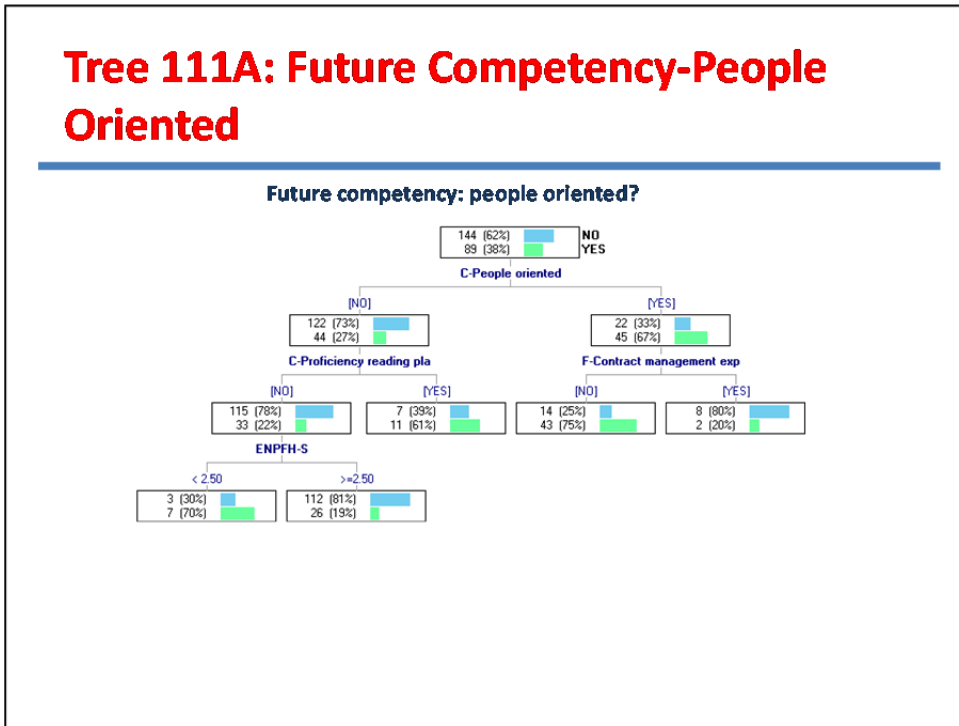 Tree 111A: Future Competency-People
Oriented
Future competency: people oriented?
144 (62%) NO
89 (38%) YES
C-People oriented
[NO] [YES]
122 (73%) 22 (33%)
44 (27%) 45 (67%)
C-Proficiency reading pla F-Contract management exp
[NO] [YES] [NO] [YES]
115 (78%) 7 (39%) 14 (25%) 8 (80%)
33 (22%) 11 (61%) 43 (75%) 2 (20%)
ENPFH-S
< 2.50 >=2.50
3 (30%) 112 (81%)
7 (70%) 26 (19%)